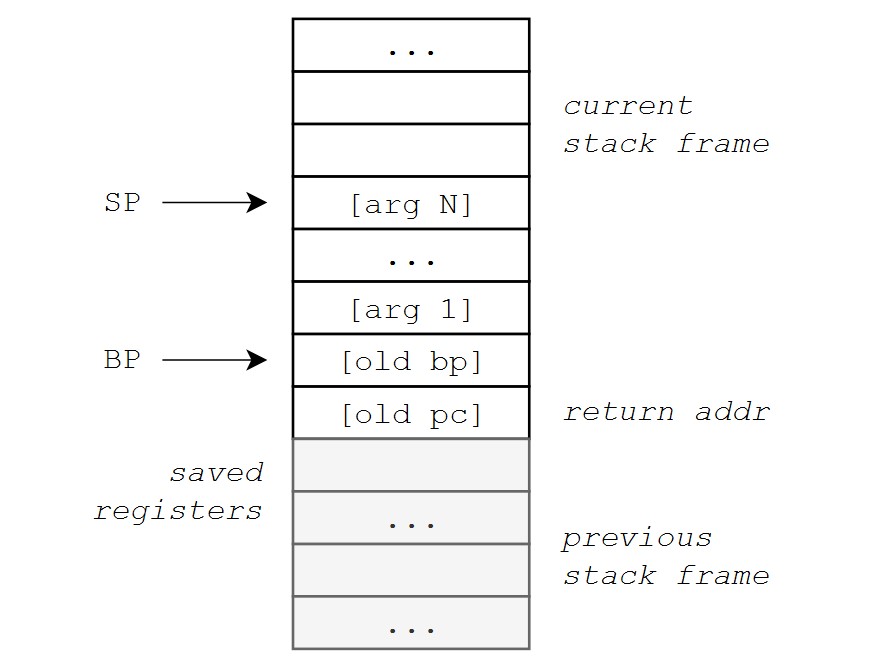 ...
current
stack frame
SP
[arg N]
...
[arg 1]
BP
[old bp]
[old pc]
return addr
saved
registers
...
previous
stack frame
...